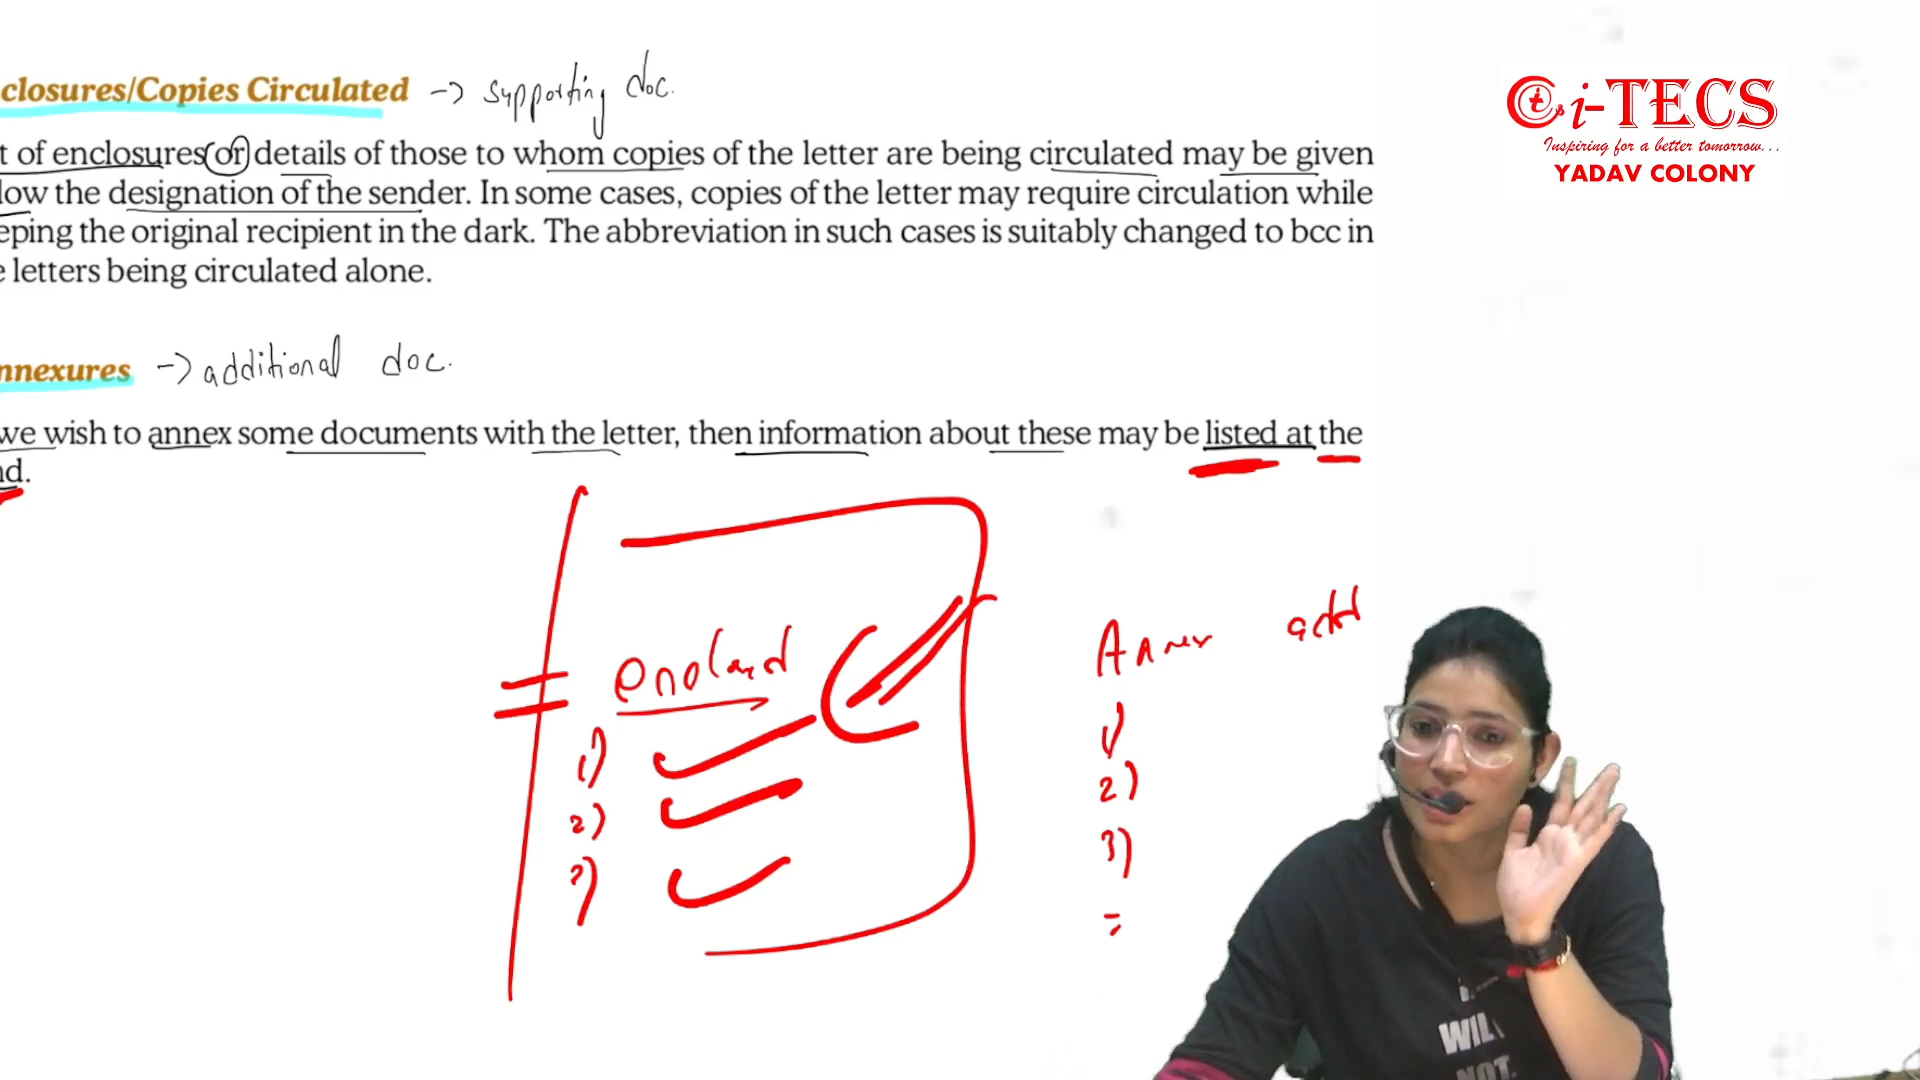 closures/Copies Circulated -> supporting doc.
t of enclosures (or) details of those to whom copies of the letter are being circulated may be given
low the designation of the sender. In some cases, copies of the letter may require circulation while
eping the original recipient in the dark. The abbreviation in such cases is suitably changed to bcc in
e letters being circulated alone.
nnexures -> additional doc.
we wish to annex some documents with the letter, then information about these may be listed at the
nd.
1)
2)
3)
Annex
1)
2)
3)
i-TECS
Inspiring for a better tomorrow...
YADAV COLONY
WIL
NOT.